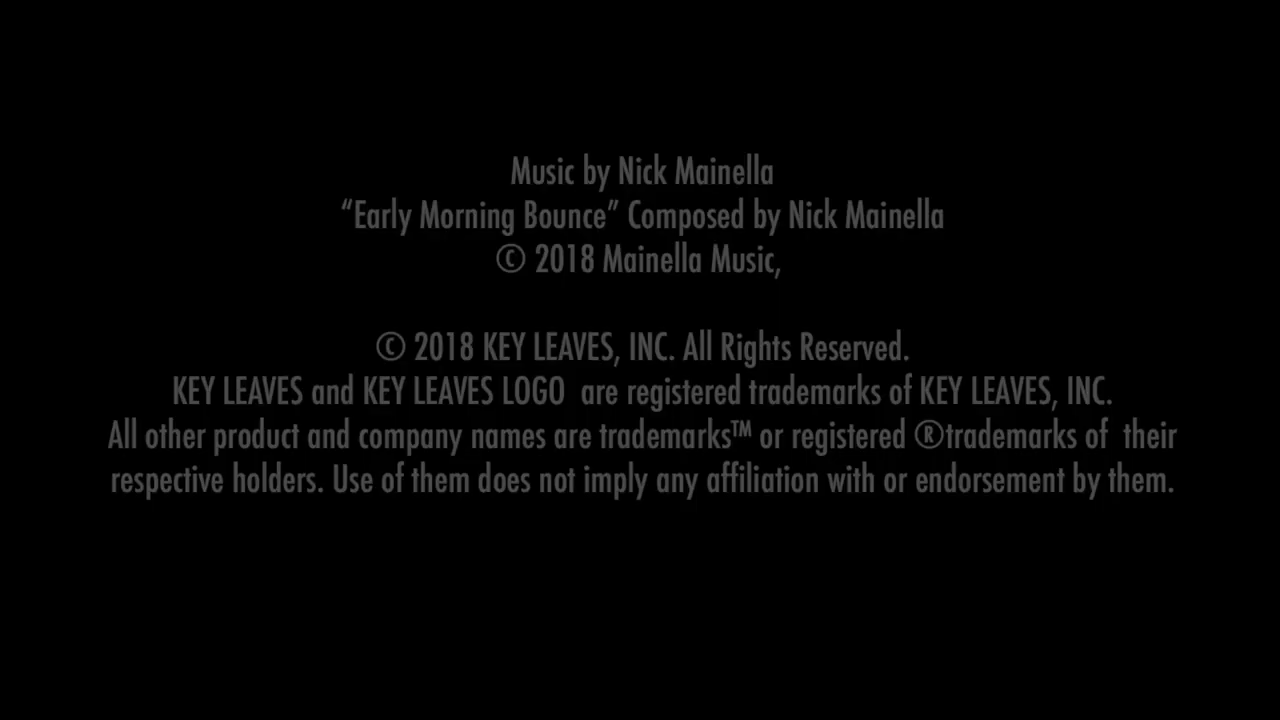 Music by Nick Mainella
“Early Morning Bounce” Composed by Nick Mainella
© 2018 Mainella Music,
© 2018 KEY LEAVES, INC. All Rights Reserved.
KEY LEAVES and KEY LEAVES LOGO  are registered trademarks of KEY LEAVES, INC.
All other product and company names are trademarks™ or registered ®trademarks of  their
respective holders. Use of them does not imply any affiliation with or endorsement by them.